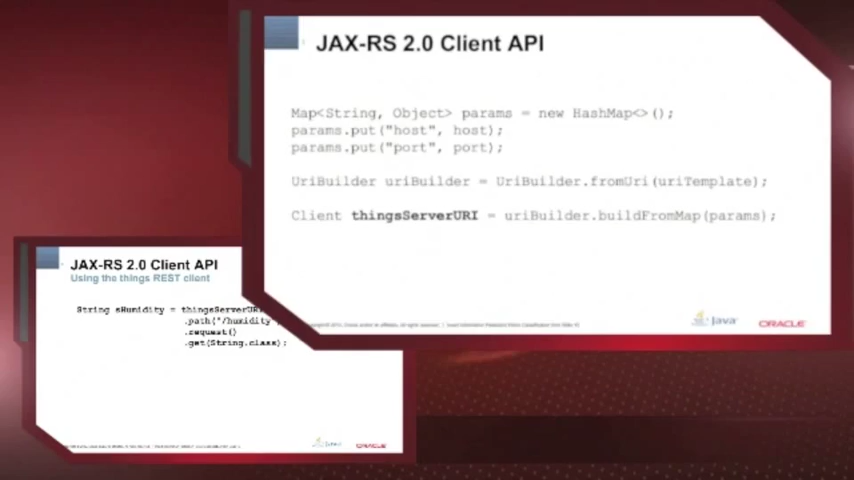 JAX-RS 2.0 Client API
Map<String, Object> params = new HashMap<>();
params.put("host", host);
params.put("port", port);
UriBuilder uriBuilder = UriBuilder.fromUri(uriTemplate);
Client thingsServerURI = uriBuilder.buildFromMap(params);
Java
ORACLE
JAX-RS 2.0 Client API
Using the things REST client
String sHumidity = thingsServerUR
.path("/humidity
.request()
.get(String.class);
Java
ORACLE